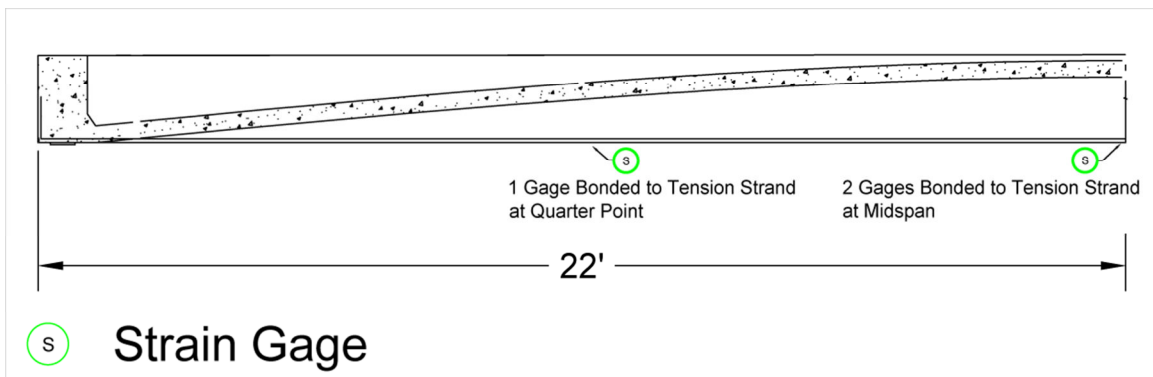 S
S
1 Gage Bonded to Tension Strand
at Quarter Point
2 Gages Bonded to Tension Strand
at Midspan
22'
S
Strain Gage